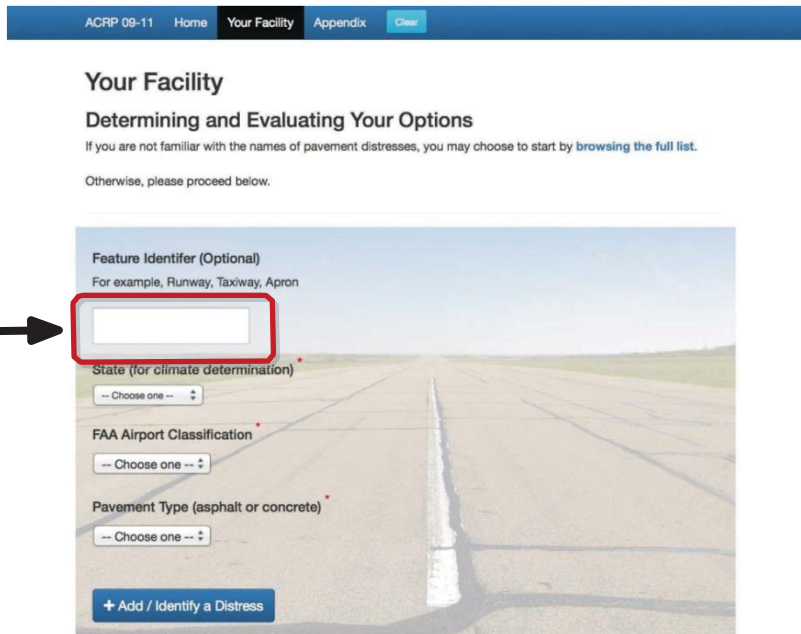 ACRP 09-11 Home Your Facility Appendix Clear
Your Facility
Determining and Evaluating Your Options
If you are not familiar with the names of pavement distresses, you may choose to start by browsing the full list.
Otherwise, please proceed below.
Feature Identifer (Optional)
For example, Runway, Taxiway, Apron
State (for climate determination) *
-- Choose one --
FAA Airport Classification *
-- Choose one --
Pavement Type (asphalt or concrete) *
-- Choose one --
+ Add / Identify a Distress